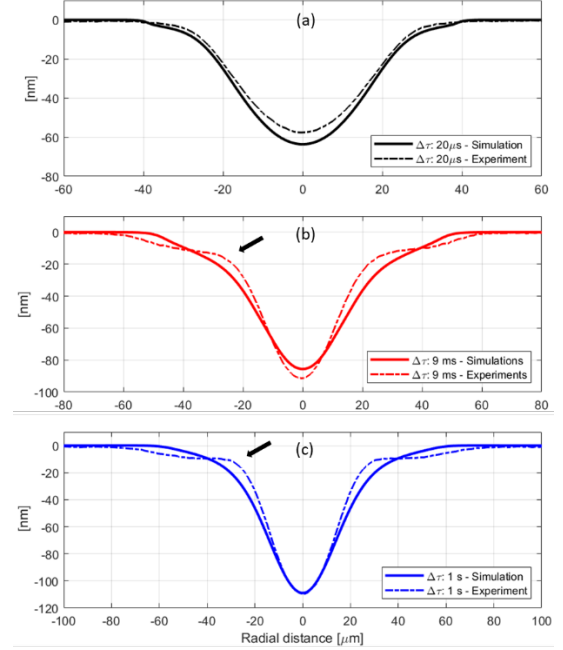 (a)
0
-20
-40
-60
-80
[nm]
Δτ: 20μs - Simulation
Δτ: 20μs - Experiment
-60 -40 -20 0 20 40 60
(b)
0
-20
-40
-60
-80
-100
[nm]
Δτ: 9 ms - Simulations
Δτ: 9 ms - Experiments
-80 -60 -40 -20 0 20 40 60 80
(c)
0
-20
-40
-60
-80
-100
-120
[nm]
Δτ: 1 s - Simulation
Δτ: 1 s - Experiment
-100 -80 -60 -40 -20 0 20 40 60 80 100
Radial distance [μm]